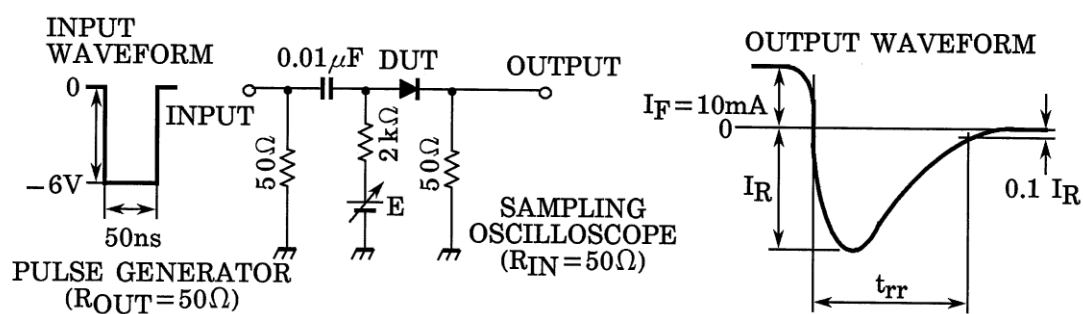 INPUT
WAVEFORM
0
−6V
50ns
PULSE GENERATOR
(ROUT=50Ω)
INPUT
0.01μF
DUT
OUTPUT
50Ω
2kΩ
E
50Ω
SAMPLING
OSCILLOSCOPE
(RIN=50Ω)
OUTPUT WAVEFORM
IF=10mA
0
IR
0.1 IR
trr